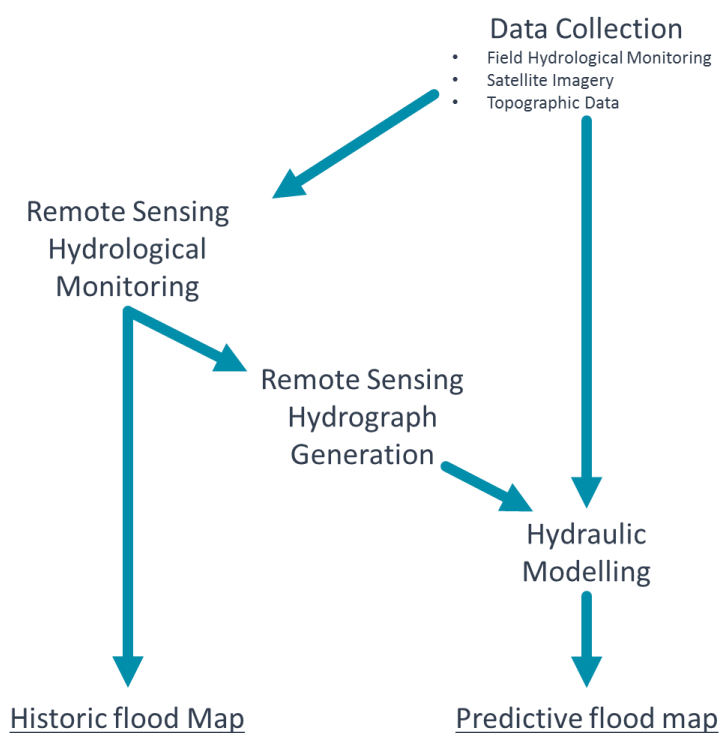 Data Collection
• Field Hydrological Monitoring
• Satellite Imagery
• Topographic Data
Remote Sensing
Hydrological
Monitoring
Remote Sensing
Hydrograph
Generation
Hydraulic
Modelling
Historic flood Map
Predictive flood map